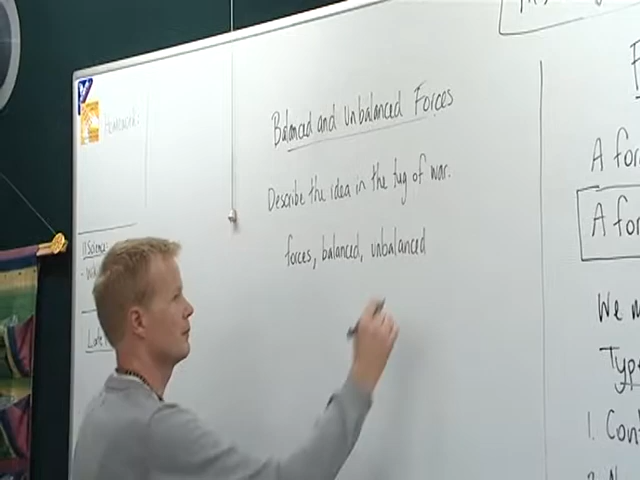 Homework:
Balanced and Unbalanced Forces
Describe the idea in the tug of war.
forces, balanced, unbalanced
11Science:
A for
A for
We m
Typ
1. Con